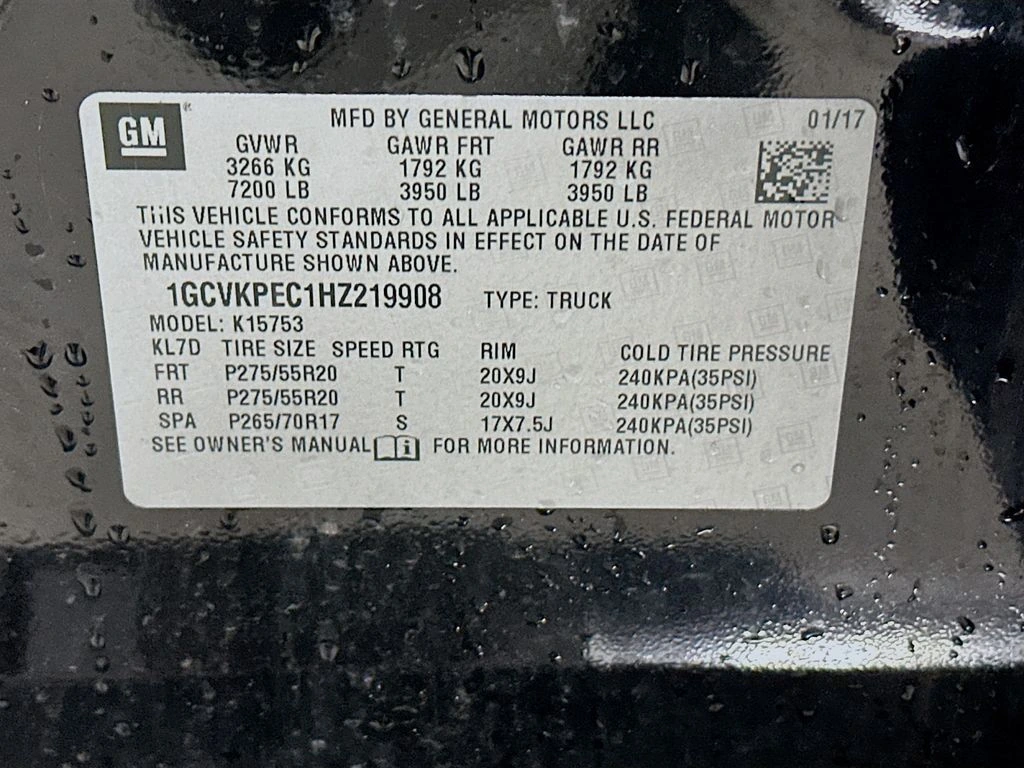 GM ® MFD BY GENERAL MOTORS LLC 01/17
GVWR GAWR FRT GAWR RR
3266 KG 1792 KG 1792 KG
7200 LB 3950 LB 3950 LB
THIS VEHICLE CONFORMS TO ALL APPLICABLE U.S. FEDERAL MOTOR
VEHICLE SAFETY STANDARDS IN EFFECT ON THE DATE OF
MANUFACTURE SHOWN ABOVE.
1GCVKPEC1HZ219908 TYPE: TRUCK
MODEL: K15753
KL7D TIRE SIZE SPEED RTG RIM COLD TIRE PRESSURE
FRT P275/55R20 T 20X9J 240KPA(35PSI)
RR P275/55R20 T 20X9J 240KPA(35PSI)
SPA P265/70R17 S 17X7.5J 240KPA(35PSI)
SEE OWNER'S MANUAL i FOR MORE INFORMATION.